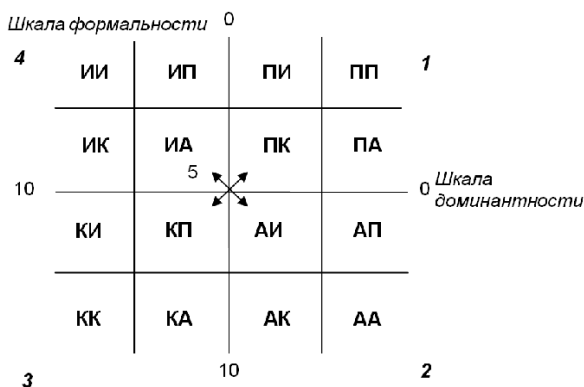 Шкала формальности 0
4 ИИ ИП ПИ ПП 1
ИК ИА ПК ПА
5
10 0 Шкала
доминантности
КИ КП АИ АП
КК КА АК АА
3 10 2